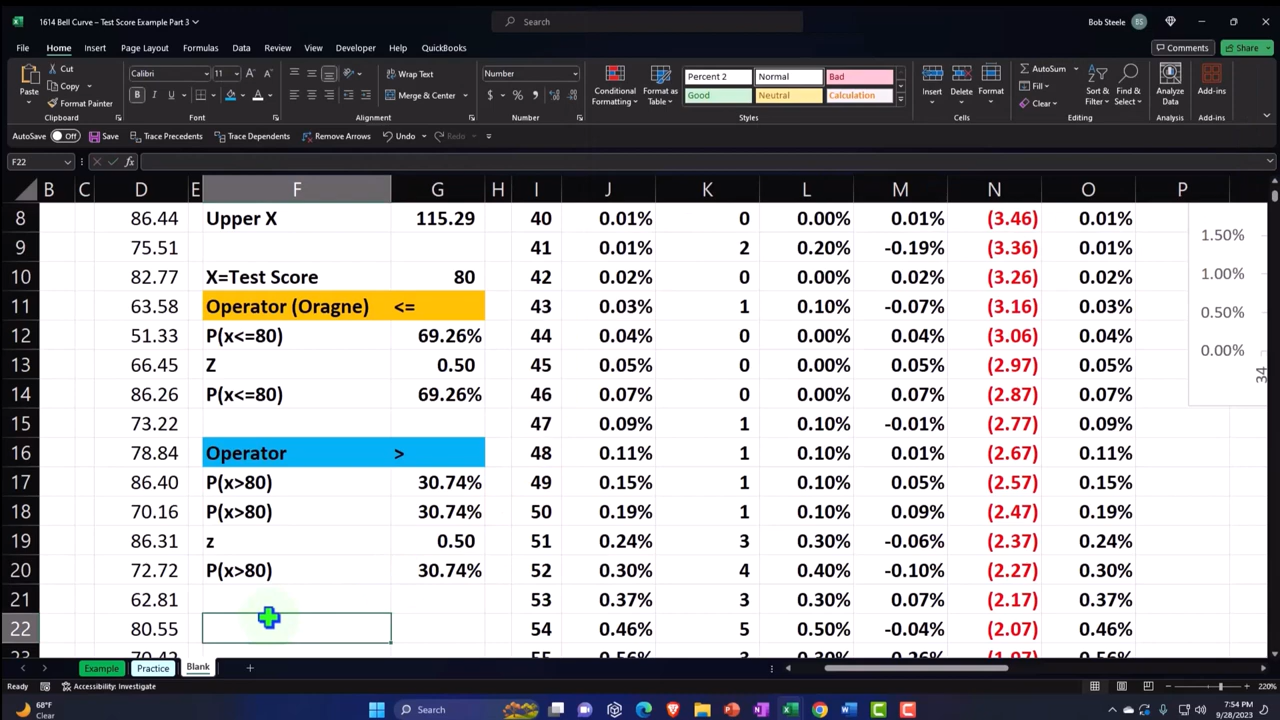 1614 Bell Curve – Test Score Example Part 3
Search
Bob Steele
BS
File Home Insert Page Layout Formulas Data Review View Developer Help QuickBooks
Comments
Share
Paste
Cut
Copy
Format Painter
Calibri 11
Wrap Text
Merge & Center
Number
Conditional Formatting
Format as Table
Percent 2 Normal Bad
Good Neutral Calculation
Insert Delete Format
AutoSum
Fill
Clear
Sort & Filter
Find & Select
Analyze Data
Add-ins
Clipboard Font Alignment Number Styles Cells Editing Analysis Add-ins
AutoSave Off Save Trace Precedents Trace Dependents Remove Arrows Undo Redo
F22 fx
B C D E F G H I J K L M N O P
8 86.44 Upper X 115.29 40 0.01% 0 0.00% 0.01% (3.46) 0.01%
9 75.51 41 0.01% 2 0.20% -0.19% (3.36) 0.01%
10 82.77 X=Test Score 80 42 0.02% 0 0.00% 0.02% (3.26) 0.02%
11 63.58 Operator (Oragne) <= 43 0.03% 1 0.10% -0.07% (3.16) 0.03%
12 51.33 P(x<=80) 69.26% 44 0.04% 0 0.00% 0.04% (3.06) 0.04%
13 66.45 Z 0.50 45 0.05% 0 0.00% 0.05% (2.97) 0.05%
14 86.26 P(x<=80) 69.26% 46 0.07% 0 0.00% 0.07% (2.87) 0.07%
15 73.22 47 0.09% 1 0.10% -0.01% (2.77) 0.09%
16 78.84 Operator > 48 0.11% 1 0.10% 0.01% (2.67) 0.11%
17 86.40 P(x>80) 30.74% 49 0.15% 1 0.10% 0.05% (2.57) 0.15%
18 70.16 P(x>80) 30.74% 50 0.19% 1 0.10% 0.09% (2.47) 0.19%
19 86.31 z 0.50 51 0.24% 3 0.30% -0.06% (2.37) 0.24%
20 72.72 P(x>80) 30.74% 52 0.30% 4 0.40% -0.10% (2.27) 0.30%
21 62.81 53 0.37% 3 0.30% 0.07% (2.17) 0.37%
22 80.55 54 0.46% 5 0.50% -0.04% (2.07) 0.46%
1.50%
1.00%
0.50%
0.00%
34
Example Practice Blank
Ready Accessibility: Investigate 220%
68°F
Clear
Search
7:54 PM
9/28/2023